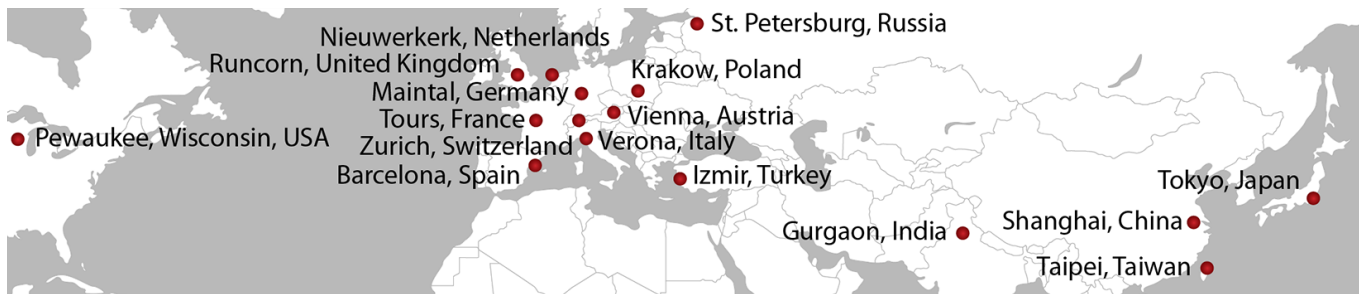 St. Petersburg, Russia
Nieuwerkerk, Netherlands
Runcorn, United Kingdom
Krakow, Poland
Maintal, Germany
Vienna, Austria
Tours, France
Pewaukee, Wisconsin, USA
Zurich, Switzerland
Verona, Italy
Barcelona, Spain
Izmir, Turkey
Tokyo, Japan
Shanghai, China
Gurgaon, India
Taipei, Taiwan